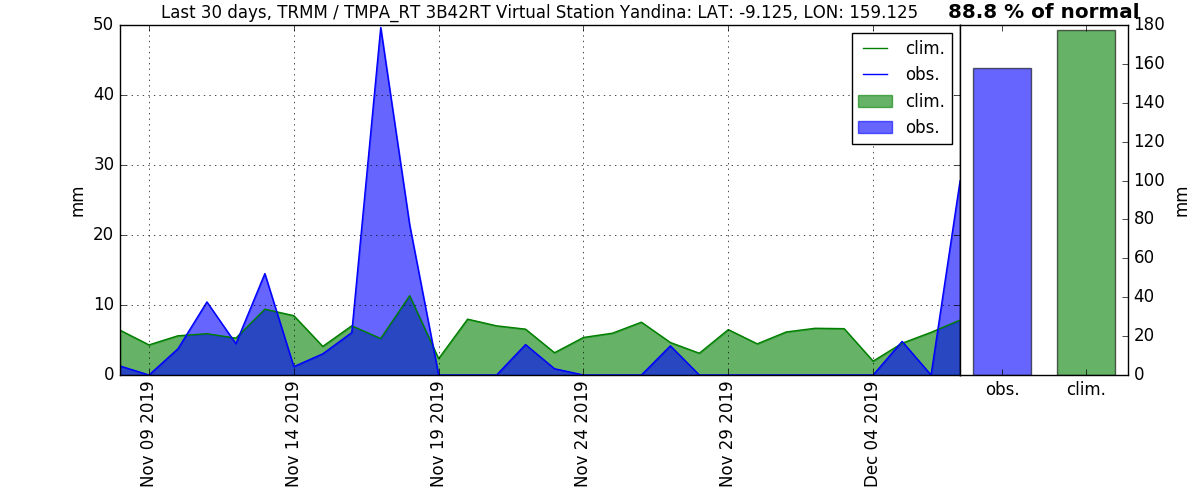 Last 30 days, TRMM / TMPA_RT 3B42RT Virtual Station Yandina: LAT: -9.125, LON: 159.125
88.8 % of normal
50
40
30
20
10
0
mm
clim.
obs.
clim.
obs.
180
160
140
120
100
80
60
40
20
0
mm
obs.
clim.
Nov 09 2019
Nov 14 2019
Nov 19 2019
Nov 24 2019
Nov 29 2019
Dec 04 2019